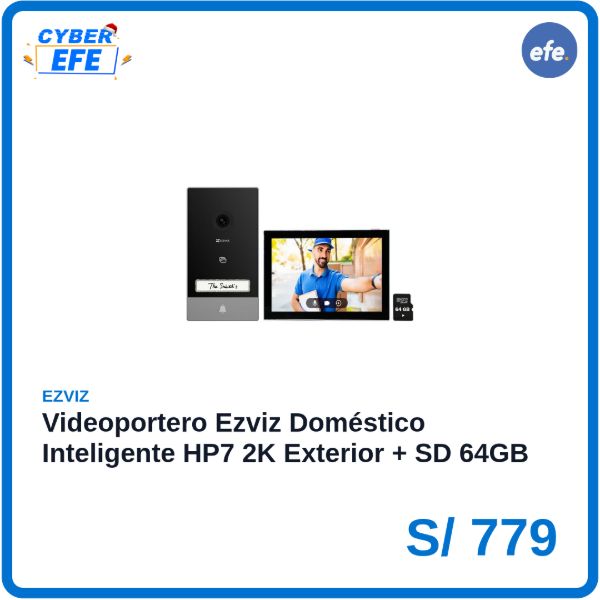 CYBER
EFE
efe.
EZVIZ
The Smith's
64 GB
EZVIZ
Videoportero Ezviz Doméstico
Inteligente HP7 2K Exterior + SD 64GB
S/ 779